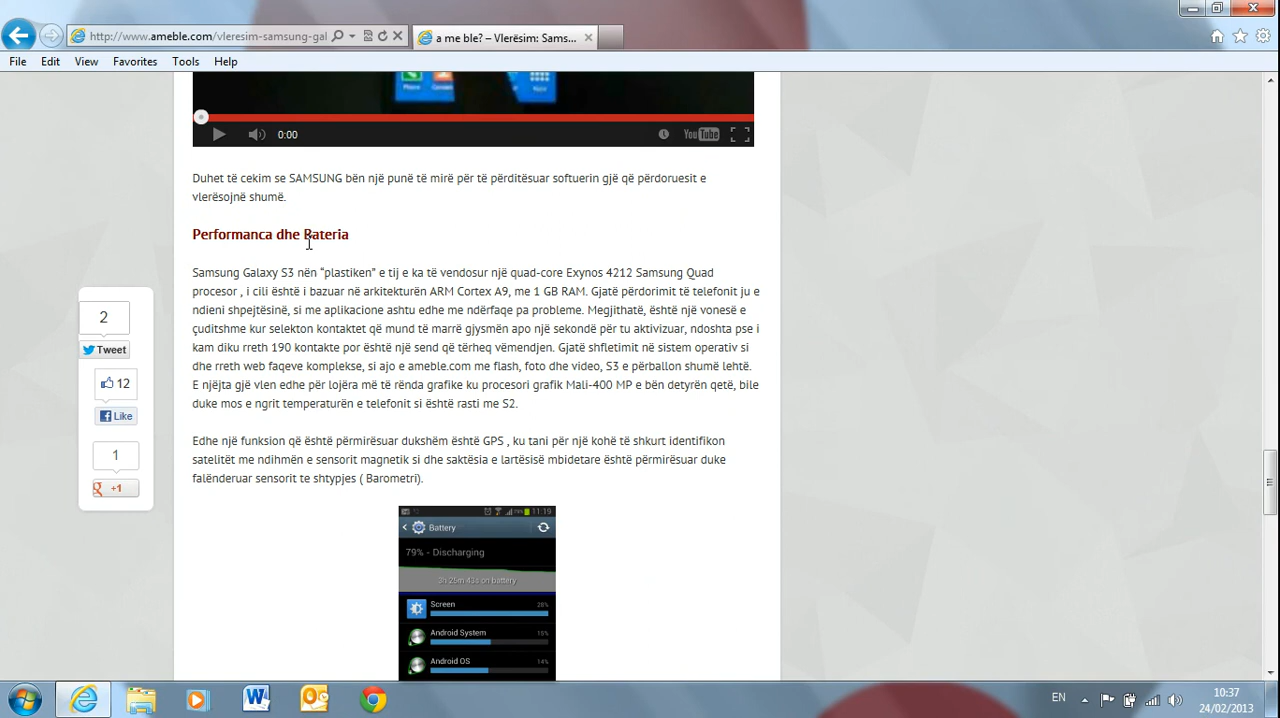 http://www.ameble.com/vleresim-samsung-gal
a me ble? – Vlerësim: Sams...
File Edit View Favorites Tools Help
Phone
0:00
YouTube
Duhet të cekim se SAMSUNG bën një punë të mirë për të përditësuar softuerin gjë që përdoruesit e
vlerësojnë shumë.
Performanca dhe Bateria
Samsung Galaxy S3 nën “plastiken” e tij e ka të vendosur një quad-core Exynos 4212 Samsung Quad
procesor , i cili është i bazuar në arkitekturën ARM Cortex A9, me 1 GB RAM. Gjatë përdorimit të telefonit ju e
ndieni shpejtësinë, si me aplikacione ashtu edhe me ndërfaqe pa probleme. Megjithatë, është një vonesë e
çuditshme kur selekton kontaktet që mund të marrë gjysmën apo një sekondë për tu aktivizuar, ndoshta pse i
kam diku rreth 190 kontakte por është një send që tërheq vëmendjen. Gjatë shfletimit në sistem operativ si
dhe rreth web faqeve komplekse, si ajo e ameble.com me flash, foto dhe video, S3 e përballon shumë lehtë.
E njëjta gjë vlen edhe për lojëra më të rënda grafike ku procesori grafik Mali-400 MP e bën detyrën qetë, bile
duke mos e ngrit temperaturën e telefonit si është rasti me S2.
Edhe një funksion që është përmirësuar dukshëm është GPS , ku tani për një kohë të shkurt identifikon
satelitët me ndihmën e sensorit magnetik si dhe saktësia e lartësisë mbidetare është përmirësuar duke
falënderuar sensorit te shtypjes ( Barometri).
2
Tweet
12
Like
1
+1
11:19
Battery
79% - Discharging
3h 25m 43s on battery
Screen 28%
Android System 15%
Android OS 14%
EN
10:37
24/02/2013